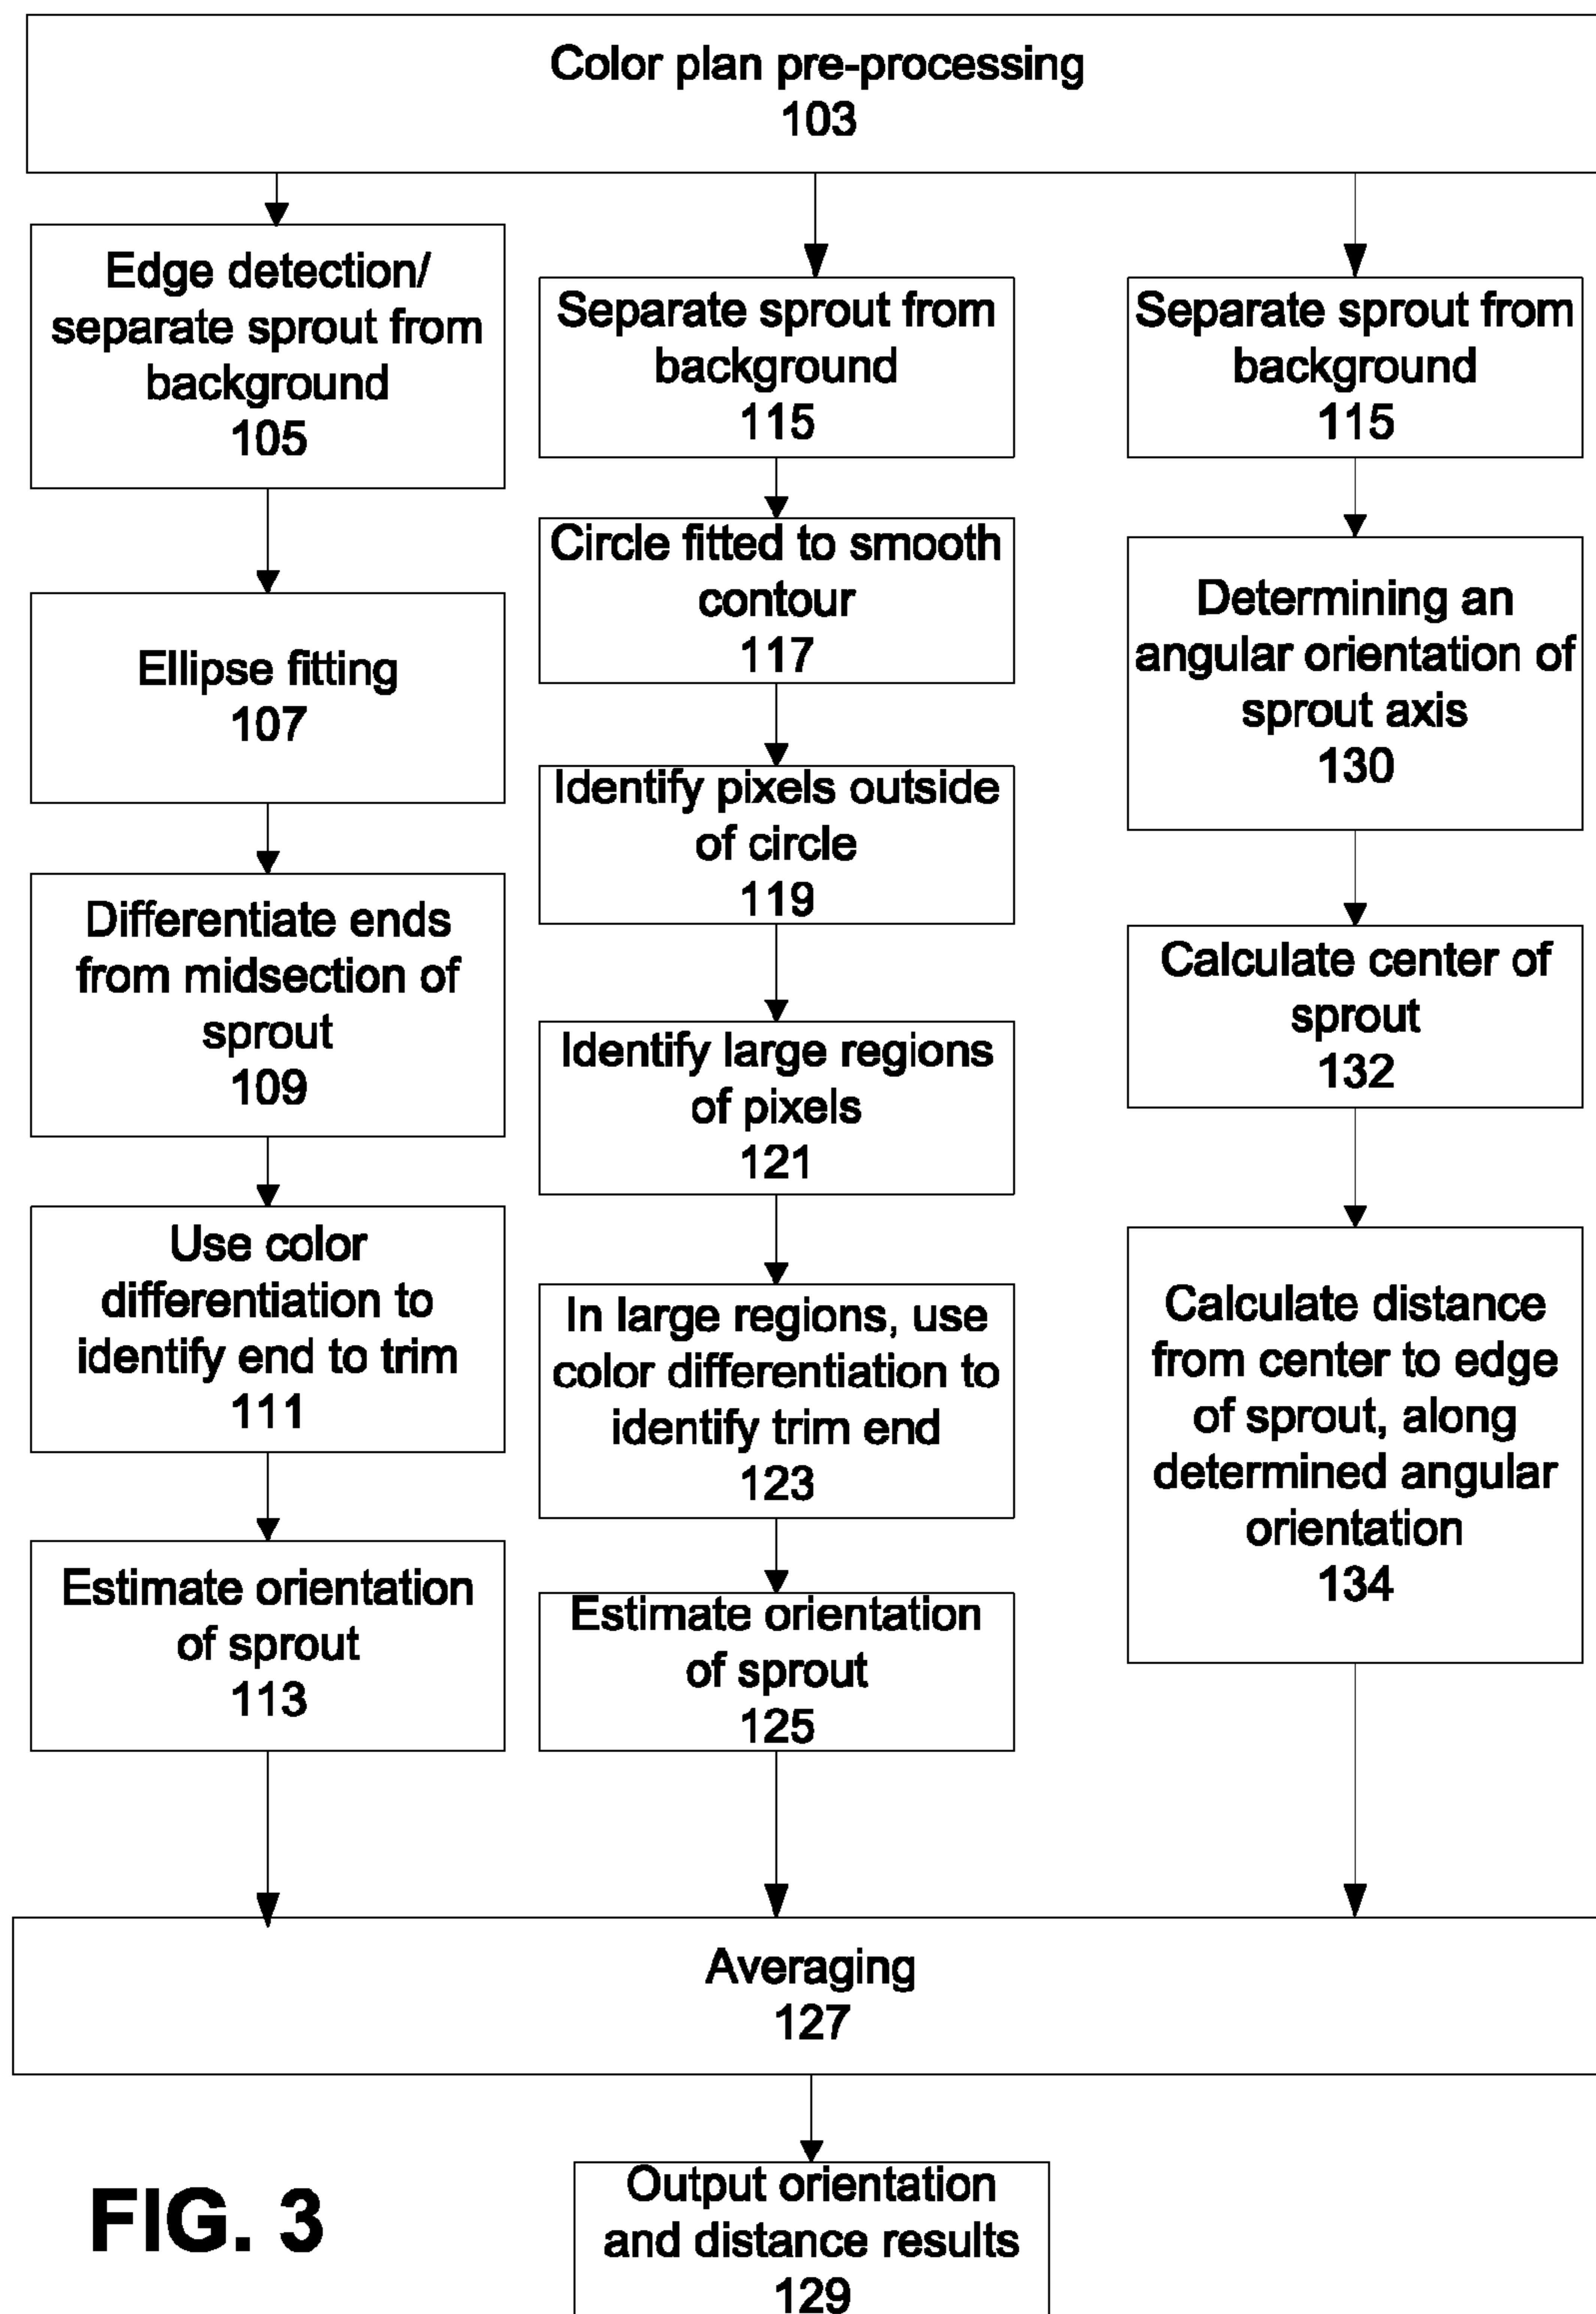 Color plan pre-processing
103
Edge detection/
separate sprout from
background
105
Ellipse fitting
107
Differentiate ends
from midsection of
sprout
109
Use color
differentiation to
identify end to trim
111
Estimate orientation
of sprout
113
Separate sprout from
background
115
Circle fitted to smooth
contour
117
Identify pixels outside
of circle
119
Identify large regions
of pixels
121
In large regions, use
color differentiation to
identify trim end
123
Estimate orientation
of sprout
125
Separate sprout from
background
115
Determining an
angular orientation of
sprout axis
130
Calculate center of
sprout
132
Calculate distance
from center to edge
of sprout, along
determined angular
orientation
134
Averaging
127
Output orientation
and distance results
129
FIG. 3